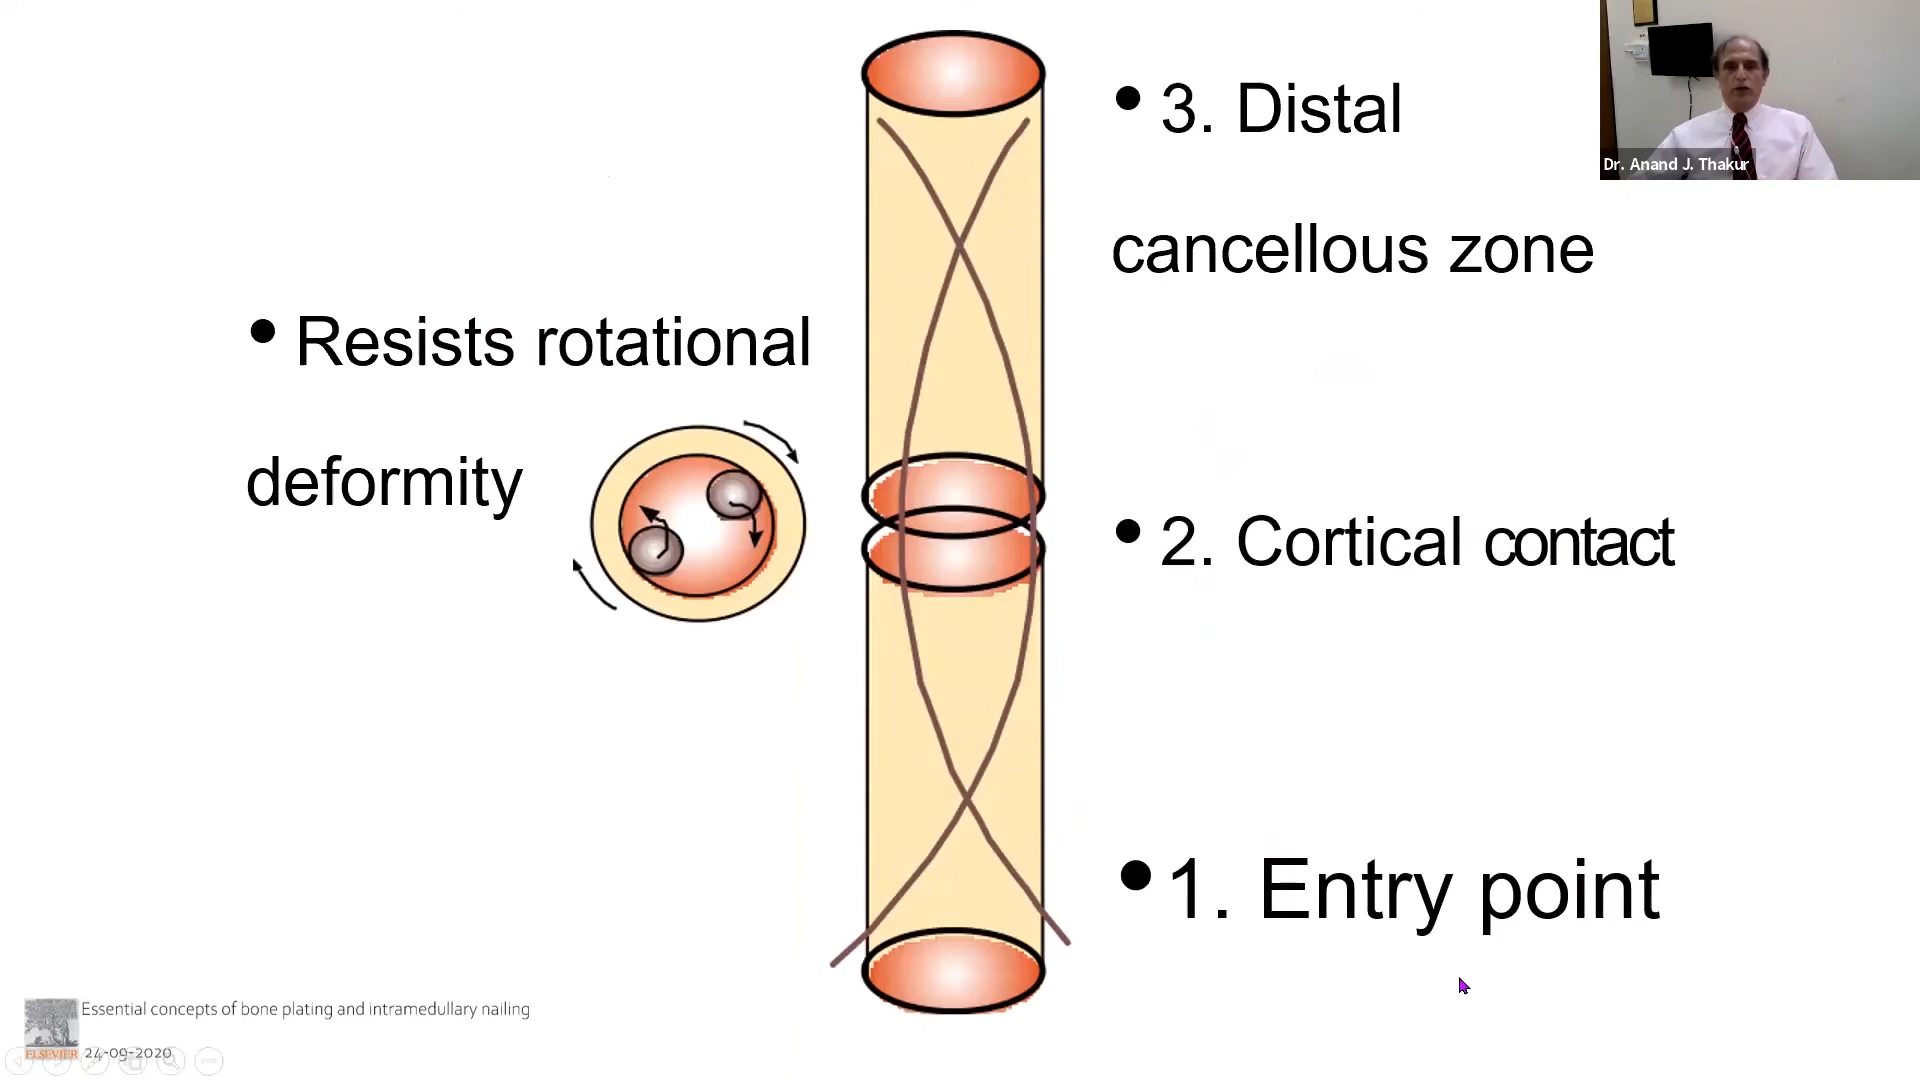 • 3. Distal
cancellous zone
Dr. Anand J. Thakur
• Resists rotational
deformity
• 2. Cortical contact
• 1. Entry point
Essential concepts of bone plating and intramedullary nailing
ELSEVIER
24-09-2020